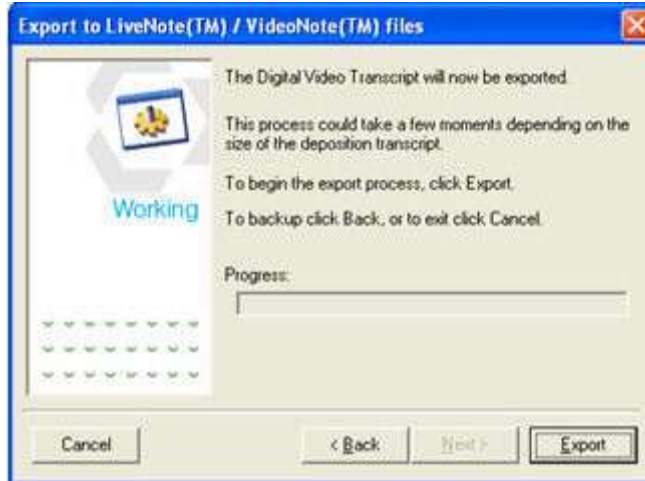 Export to LiveNote(TM) / VideoNote(TM) files
The Digital Video Transcript will now be exported.
This process could take a few moments depending on the
size of the deposition transcript.
To begin the export process, click Export.
Working
To backup click Back, or to exit click Cancel.
Progress:
Cancel
< Back
Next >
Export